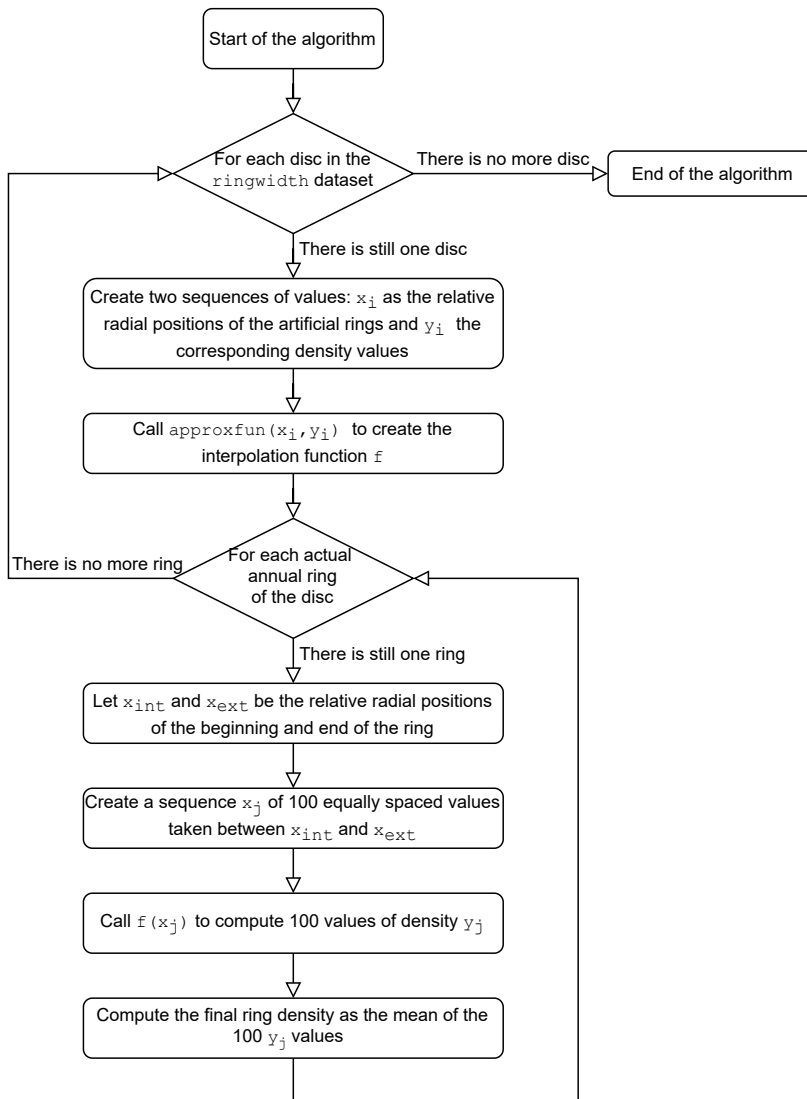 Start of the algorithm
For each disc in the
ringwidth dataset
There is no more disc
End of the algorithm
There is still one disc
Create two sequences of values: xi as the relative
radial positions of the artificial rings and yi the
corresponding density values
Call approxfun(xi,yi) to create the
interpolation function f
There is no more ring
For each actual
annual ring
of the disc
There is still one ring
Let xint and xext be the relative radial positions
of the beginning and end of the ring
Create a sequence xj of 100 equally spaced values
taken between xint and xext
Call f(xj) to compute 100 values of density yj
Compute the final ring density as the mean of the
100 yj values